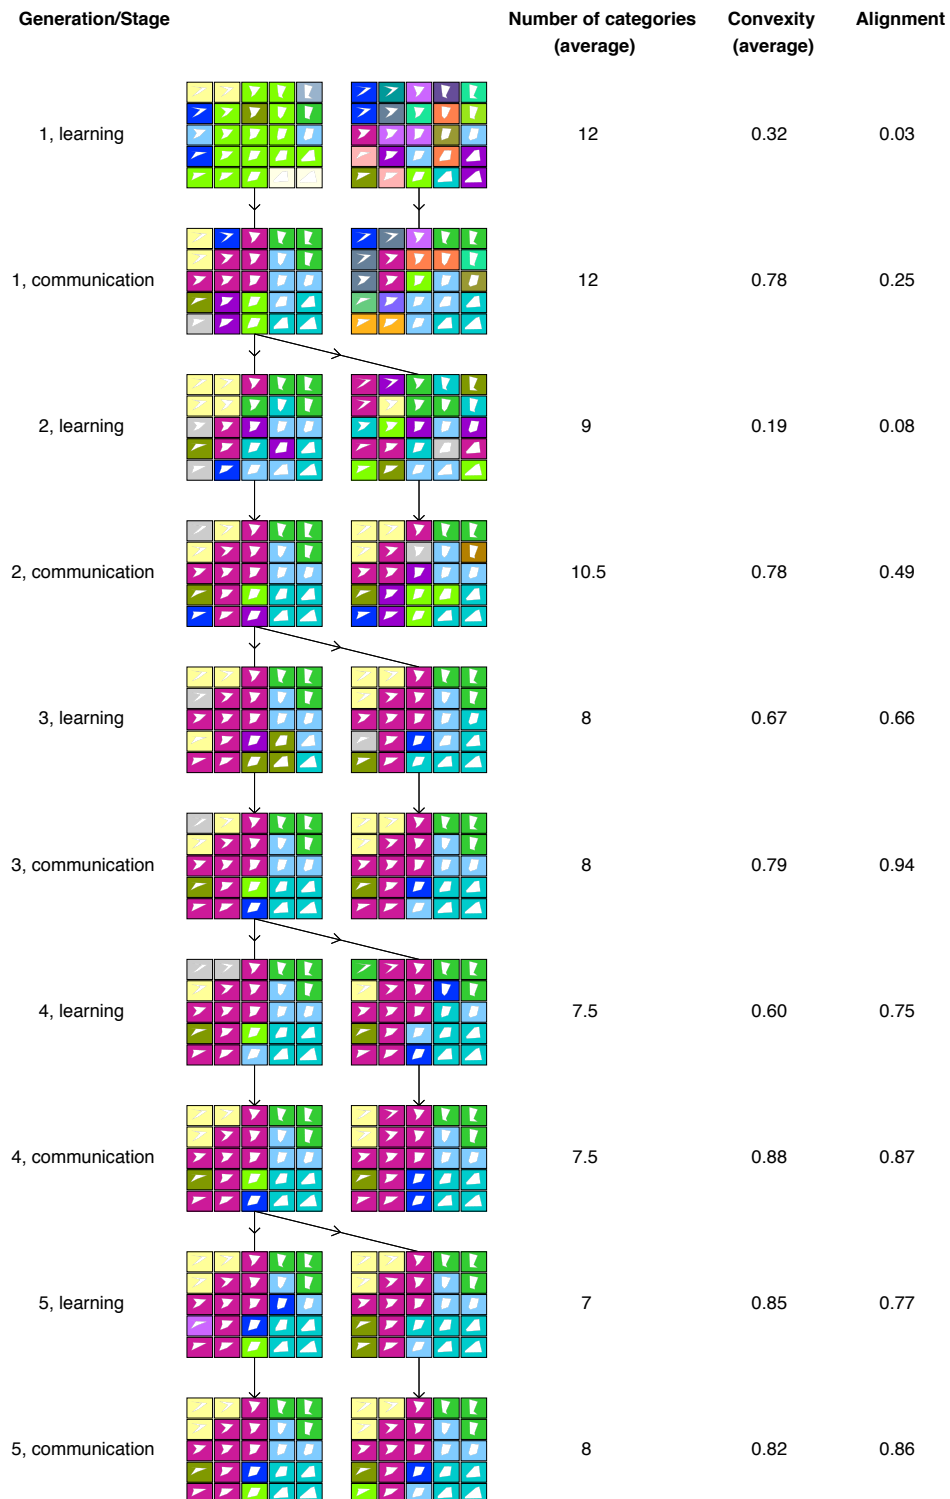 Generation/Stage Number of categories (average) Convexity (average) Alignment
1, learning 12 0.32 0.03
1, communication 12 0.78 0.25
2, learning 9 0.19 0.08
2, communication 10.5 0.78 0.49
3, learning 8 0.67 0.66
3, communication 8 0.79 0.94
4, learning 7.5 0.60 0.75
4, communication 7.5 0.88 0.87
5, learning 7 0.85 0.77
5, communication 8 0.82 0.86